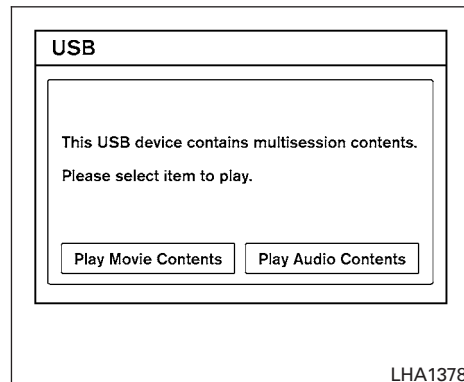 USB
This USB device contains multisession contents.
Please select item to play.
Play Movie Contents Play Audio Contents
LHA1378